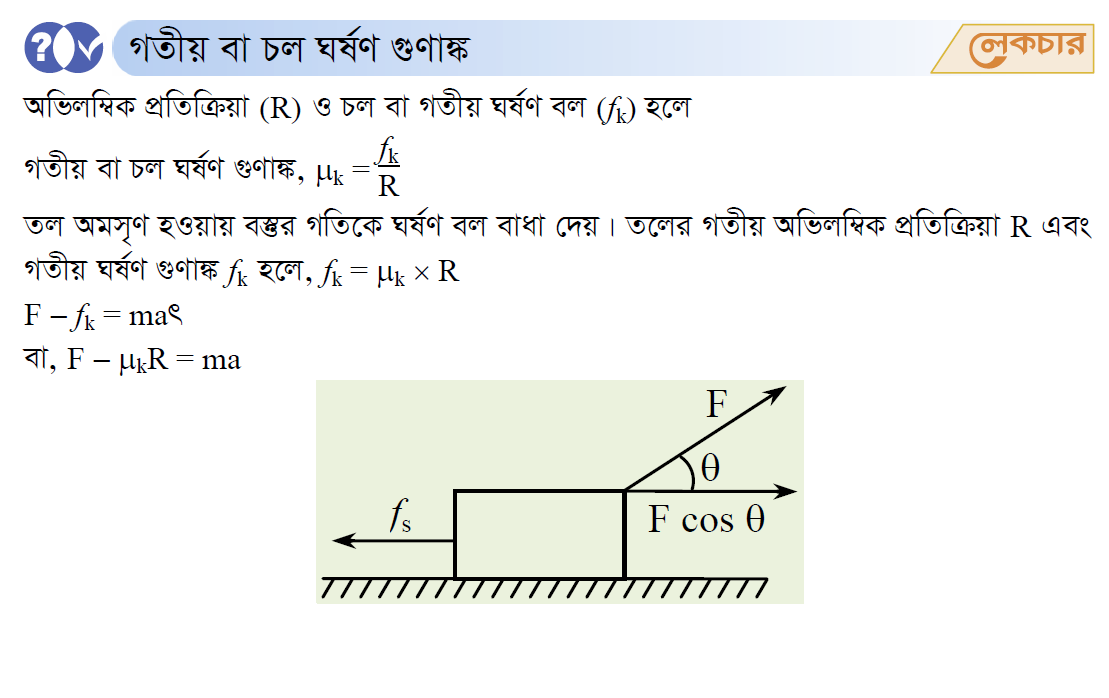 গতীয় বা চল ঘর্ষণ গুণাঙ্ক
লেকচার
অভিলম্বিক প্রতিক্রিয়া (R) ও চল বা গতীয় ঘর্ষণ বল (fk) হলে
গতীয় বা চল ঘর্ষণ গুণাঙ্ক, μk = fk/R
তল অমসৃণ হওয়ায় বস্তুর গতিকে ঘর্ষণ বল বাধা দেয়। তলের গতীয় অভিলম্বিক প্রতিক্রিয়া R এবং
গতীয় ঘর্ষণ গুণাঙ্ক fk হলে, fk = μk × R
F – fk = maৎ
বা, F – μkR = ma
F
θ
fs
F cos θ